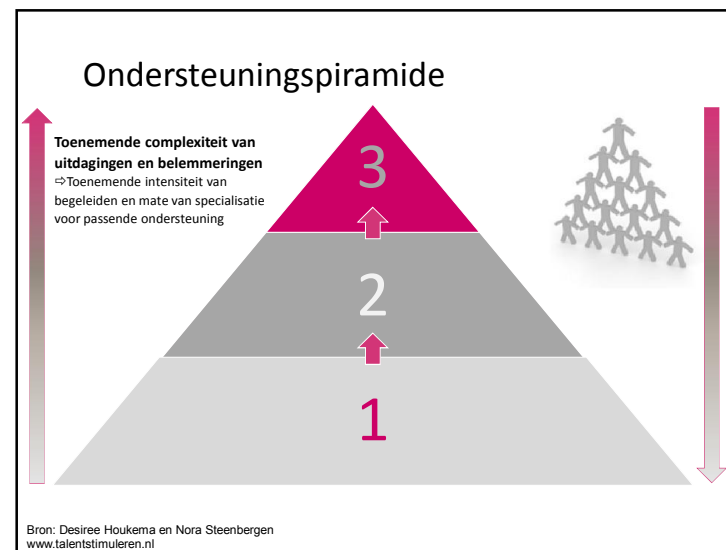 Ondersteuningspiramide
Toenemende complexiteit van
uitdagingen en belemmeringen
⇨Toenemende intensiteit van
begeleiden en mate van specialisatie
voor passende ondersteuning
3
2
1
Bron: Desiree Houkema en Nora Steenbergen
www.talentstimuleren.nl